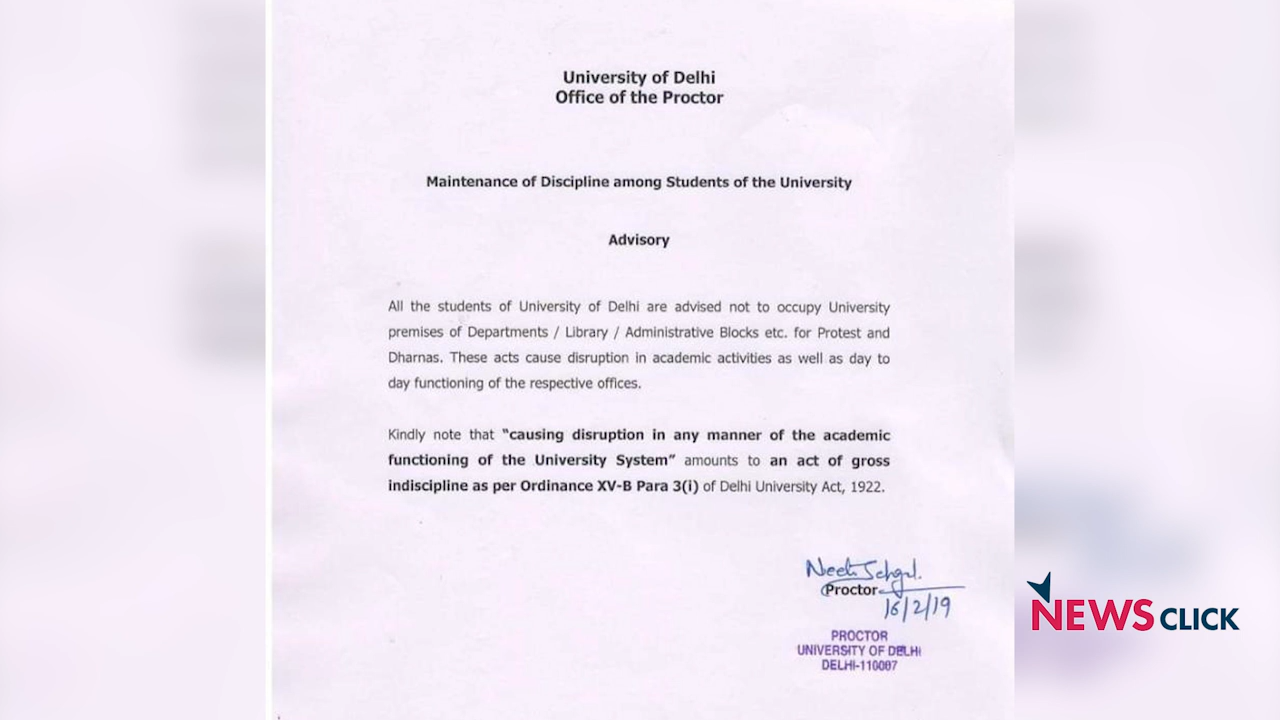 University of Delhi
Office of the Proctor
Maintenance of Discipline among Students of the University
Advisory
All the students of University of Delhi are advised not to occupy University
premises of Departments / Library / Administrative Blocks etc. for Protest and
Dharnas. These acts cause disruption in academic activities as well as day to
day functioning of the respective offices.
Kindly note that "causing disruption in any manner of the academic
functioning of the University System" amounts to an act of gross
indiscipline as per Ordinance XV-B Para 3(i) of Delhi University Act, 1922.
Neeta Sehgal.
Proctor
16/2/19
PROCTOR
UNIVERSITY OF DELHI
DELHI-110007
NEWSCLICK